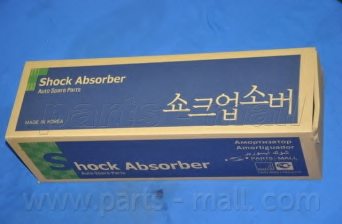 Shock Absorber
Auto Spare Parts
쇼크업소버
MADE IN KOREA
Shock Absorber
Auto Spare Parts
Амортизатор
Amortiguador
PARTS-MALL
www.parts-mall.com